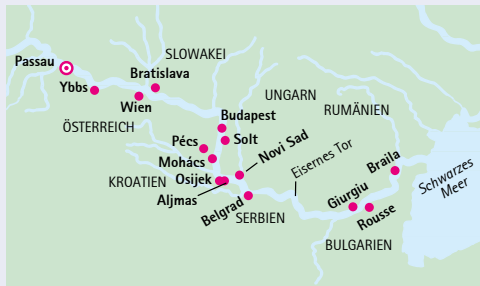 SLOWAKEI
Passau
Bratislava
Ybbs
Wien
UNGARN
Budapest
RUMÄNIEN
ÖSTERREICH
Solt
Pécs
Novi Sad
Mohács
Eisernes Tor
Braila
KROATIEN
Osijek
Schwarzes
Meer
Aljmas
Giurgiu
Belgrad
SERBIEN
Rousse
BULGARIEN